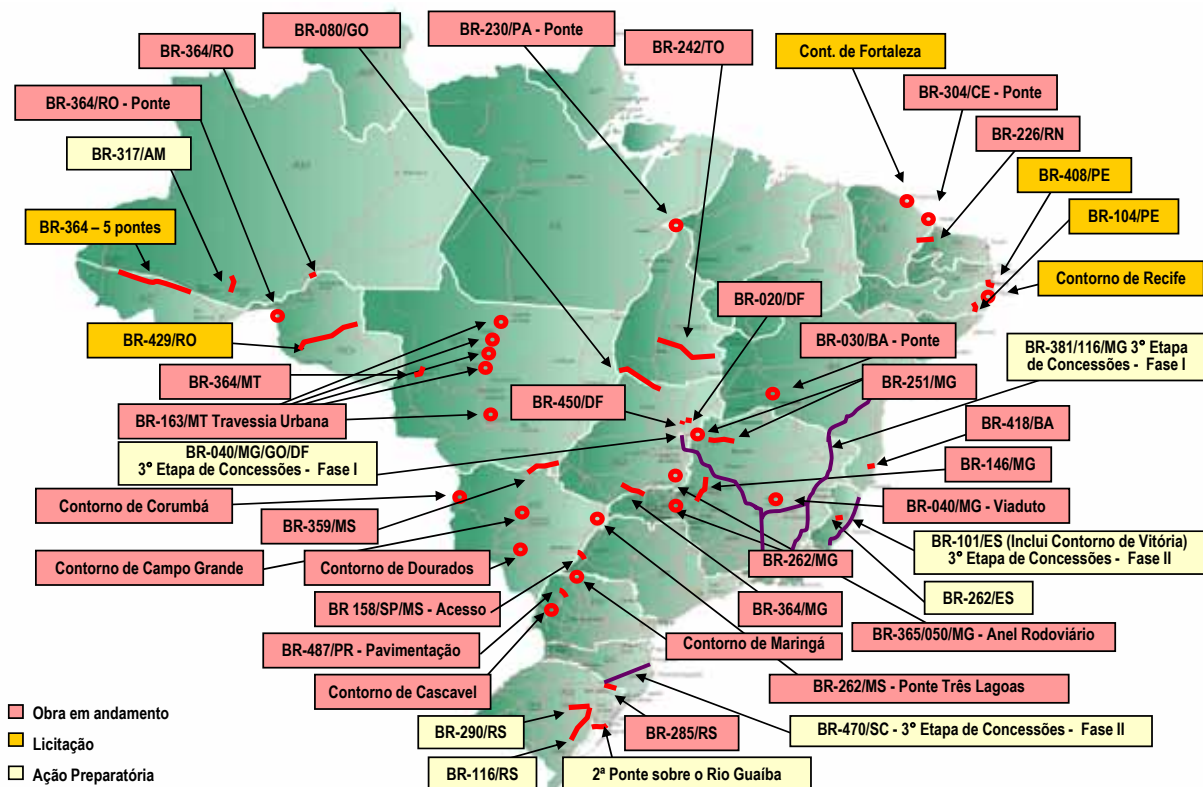 BR-080/GO
BR-230/PA - Ponte
BR-242/TO
Cont. de Fortaleza
BR-364/RO
BR-304/CE - Ponte
BR-364/RO - Ponte
BR-226/RN
BR-317/AM
BR-408/PE
BR-104/PE
BR-364 – 5 pontes
Contorno de Recife
BR-020/DF
BR-429/RO
BR-030/BA - Ponte
BR-381/116/MG 3° Etapa
de Concessões - Fase I
BR-364/MT
BR-251/MG
BR-450/DF
BR-163/MT Travessia Urbana
BR-418/BA
BR-040/MG/GO/DF
3° Etapa de Concessões - Fase I
BR-146/MG
Contorno de Corumbá
BR-040/MG - Viaduto
BR-359/MS
BR-101/ES (Inclui Contorno de Vitória)
3° Etapa de Concessões - Fase II
Contorno de Campo Grande
Contorno de Dourados
BR-262/MG
BR-262/ES
BR 158/SP/MS - Acesso
BR-364/MG
BR-365/050/MG - Anel Rodoviário
BR-487/PR - Pavimentação
Contorno de Maringá
Contorno de Cascavel
BR-262/MS - Ponte Três Lagoas
Obra em andamento
Licitação
Ação Preparatória
BR-290/RS
BR-285/RS
BR-470/SC - 3° Etapa de Concessões - Fase II
BR-116/RS
2ª Ponte sobre o Rio Guaíba